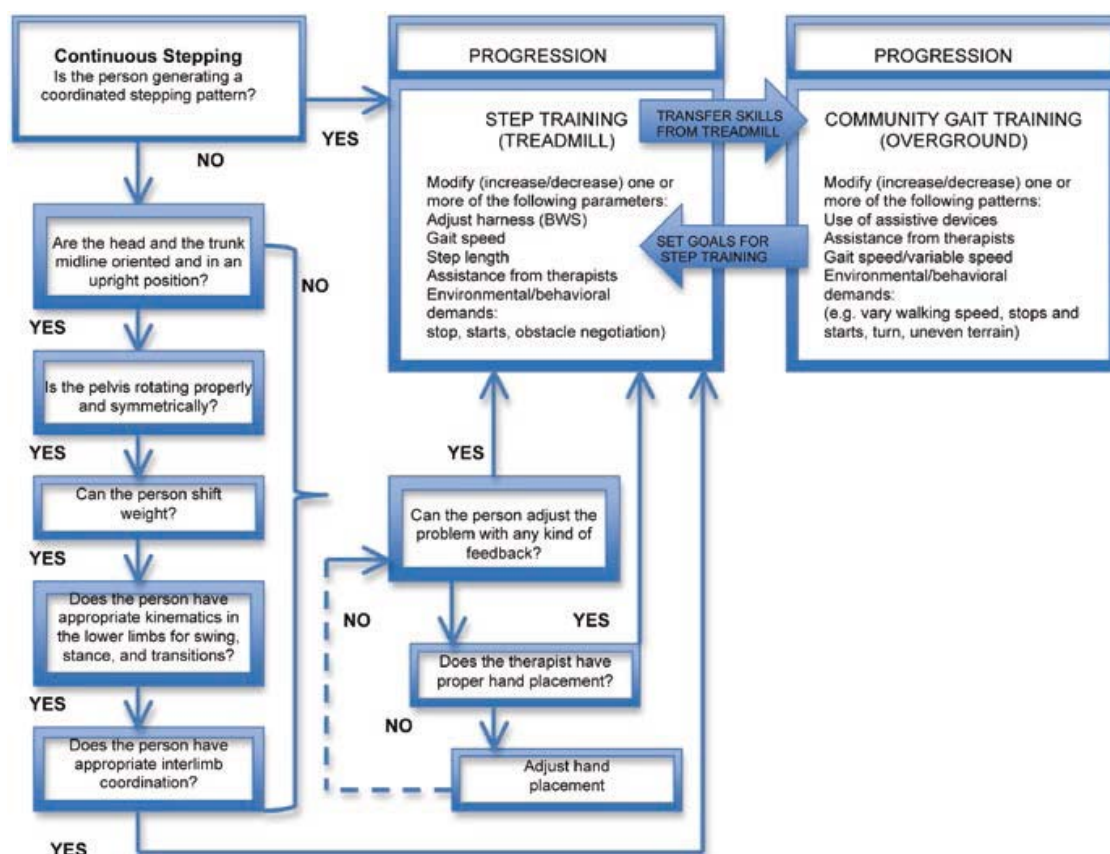 Continuous Stepping
Is the person generating a
coordinated stepping pattern?
YES
NO
Are the head and the trunk
midline oriented and in an
upright position?
NO
YES
Is the pelvis rotating properly
and symmetrically?
YES
Can the person shift
weight?
YES
Does the person have
appropriate kinematics in
the lower limbs for swing,
stance, and transitions?
YES
Does the person have
appropriate interlimb
coordination?
YES
PROGRESSION
STEP TRAINING
(TREADMILL)
Modify (increase/decrease) one or
more of the following parameters:
Adjust harness (BWS)
Gait speed
Step length
Assistance from therapists
Environmental/behavioral
demands:
stop, starts, obstacle negotiation)
TRANSFER SKILLS
FROM TREADMILL
SET GOALS FOR
STEP TRAINING
PROGRESSION
COMMUNITY GAIT TRAINING
(OVERGROUND)
Modify (increase/decrease) one or
more of the following patterns:
Use of assistive devices
Assistance from therapists
Gait speed/variable speed
Environmental/behavioral
demands:
(e.g. vary walking speed, stops and
starts, turn, uneven terrain)
YES
Can the person adjust the
problem with any kind of
feedback?
NO
YES
Does the therapist have
proper hand placement?
NO
Adjust hand
placement